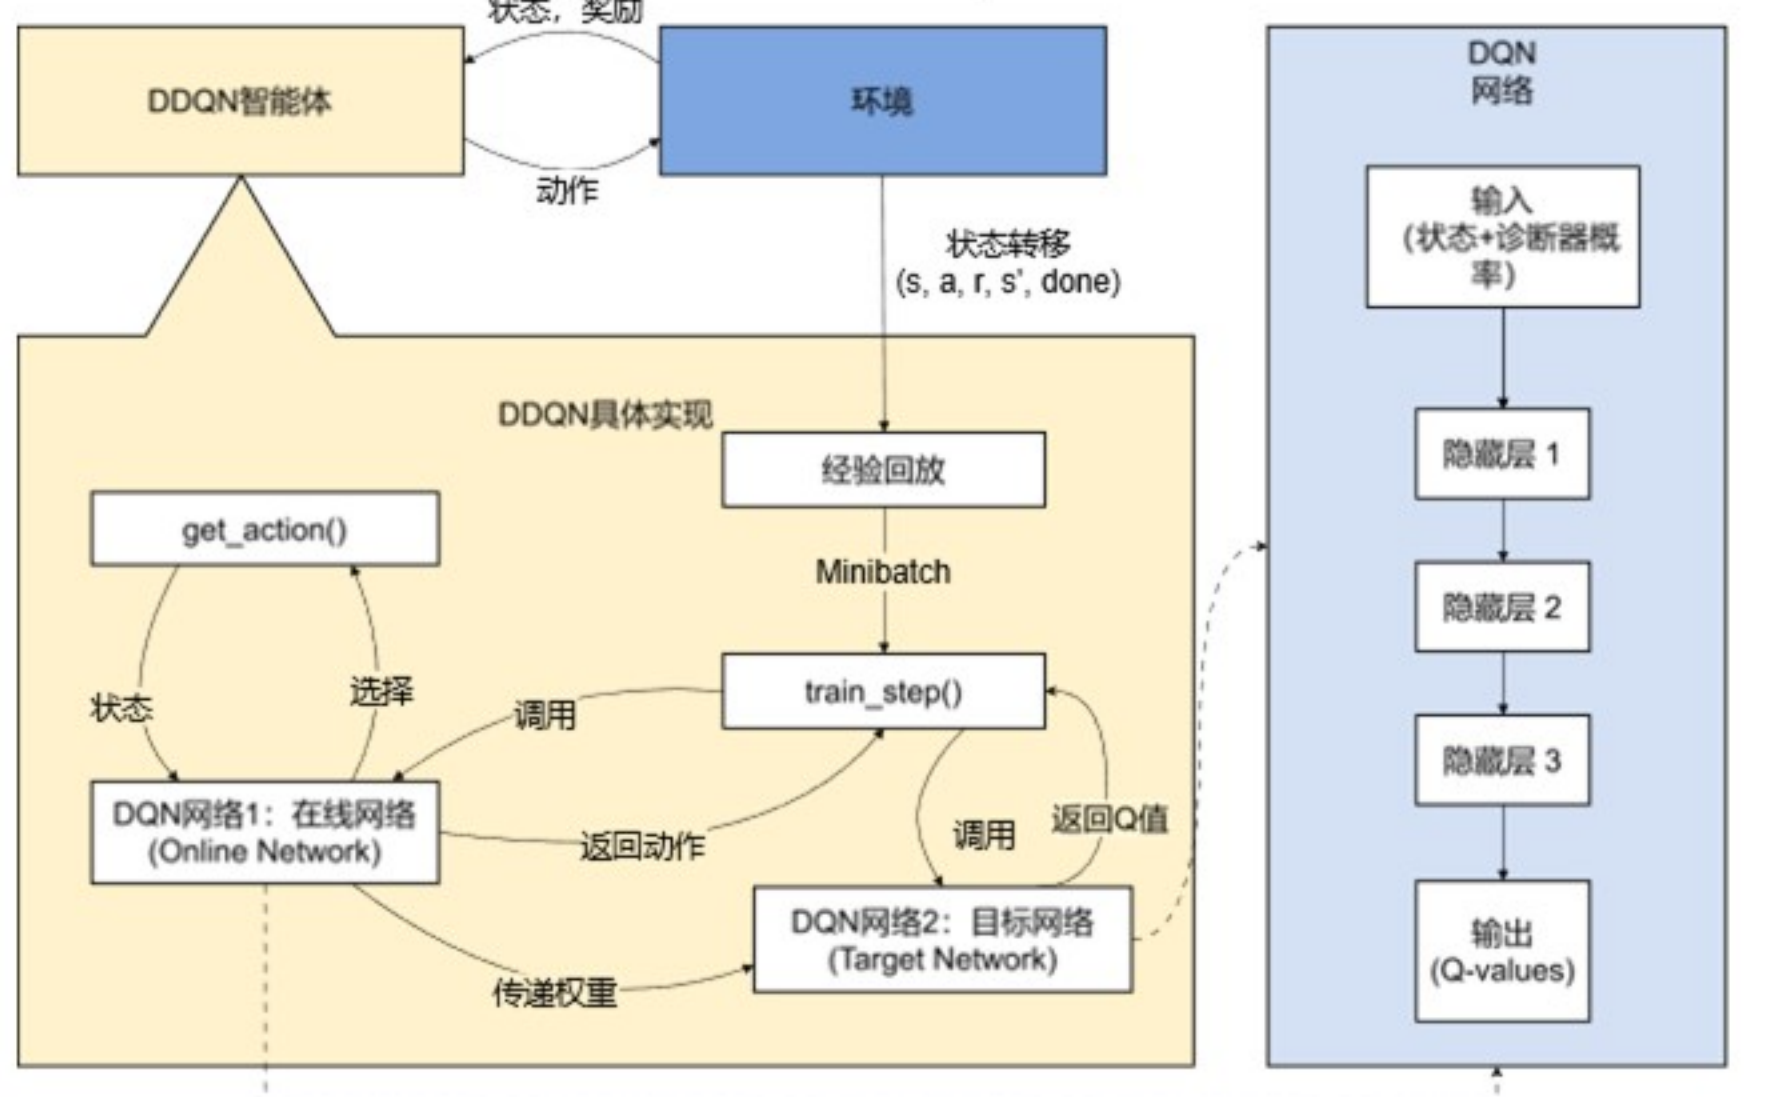 状态，奖励
DDQN智能体
环境
动作
状态转移
(s, a, r, s', done)
DDQN具体实现
经验回放
get_action()
Minibatch
状态
选择
调用
train_step()
DQN网络1：在线网络
(Online Network)
返回动作
调用
返回Q值
DQN网络2：目标网络
(Target Network)
传递权重
DQN
网络
输入
(状态+诊断器概
率)
隐藏层 1
隐藏层 2
隐藏层 3
输出
(Q-values)